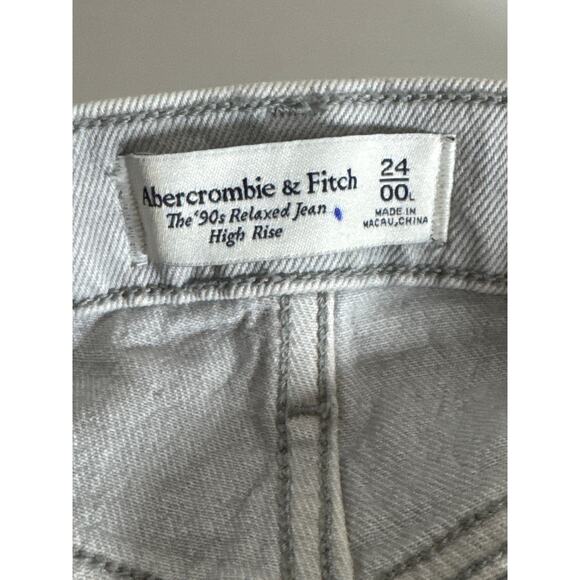 Abercrombie & Fitch
The '90s Relaxed Jean
High Rise
24
00L
MADE IN
MACAU, CHINA